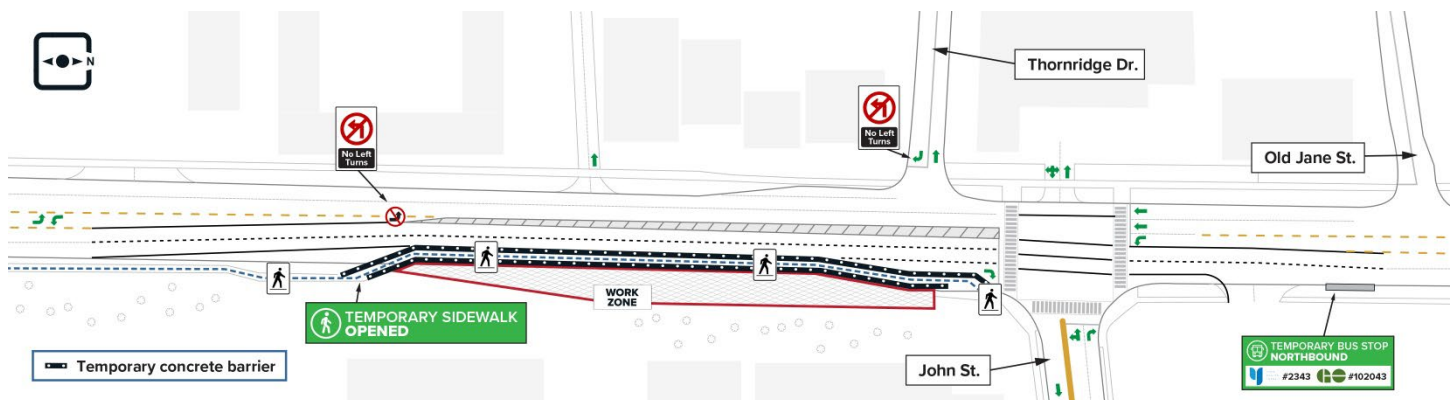 N
Thornridge Dr.
No Left
Turns
No Left
Turns
Old Jane St.
WORK
ZONE
TEMPORARY SIDEWALK
OPENED
Temporary concrete barrier
John St.
TEMPORARY BUS STOP
NORTHBOUND
#2343 GO #102043